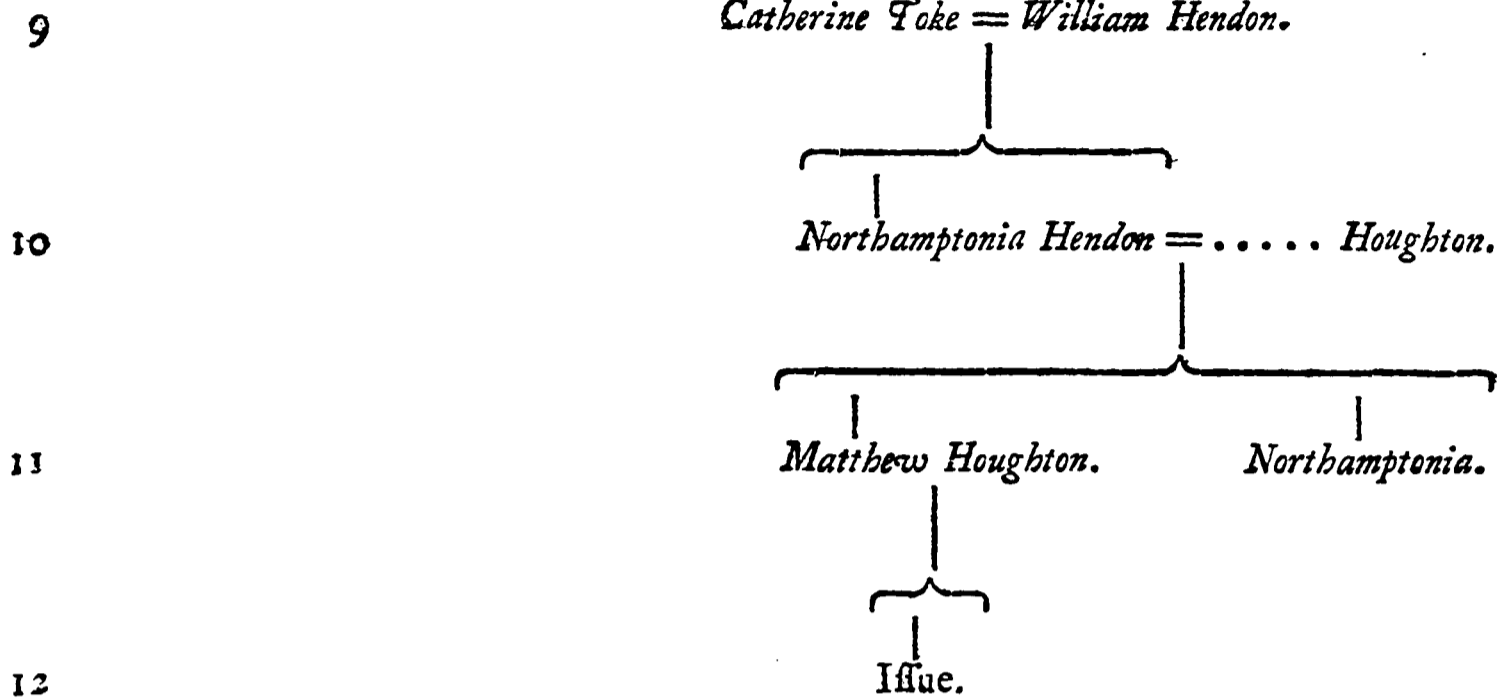 9 Catherine Toke = William Hendon.
10 Northamptonia Hendon = . . . . . Houghton.
11 Matthew Houghton. Northamptonia.
12 Iſſue.